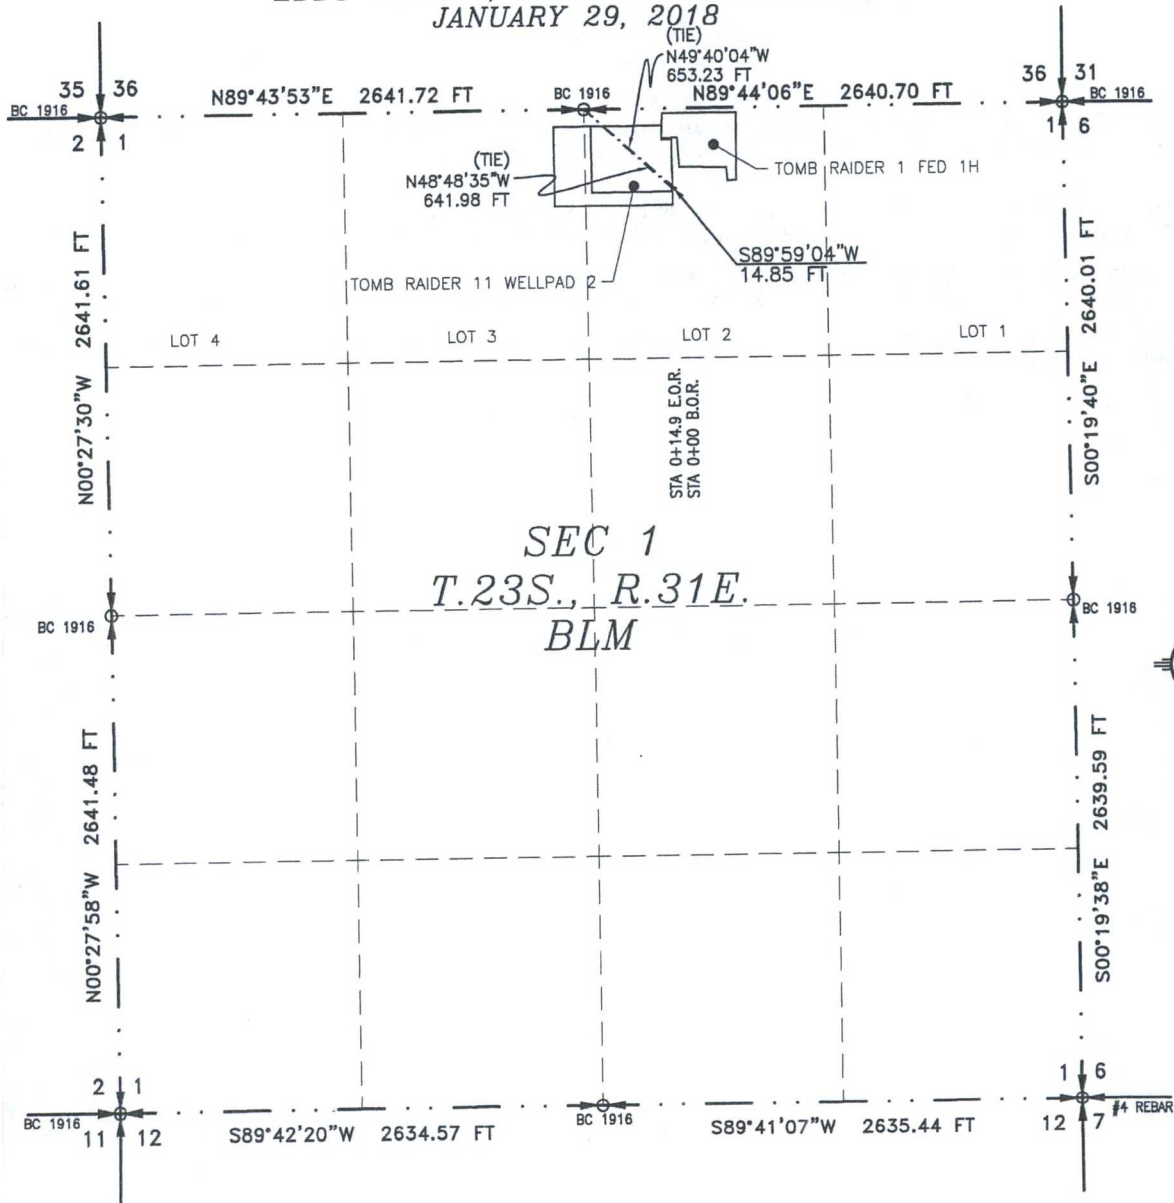 JANUARY 29, 2018
(TIE)
N49°40'04"W
653.23 FT
35 36
BC 1916
N89°43'53"E 2641.72 FT
BC 1916
N89°44'06"E 2640.70 FT
36 31
BC 1916
2 1
1 6
(TIE)
N48°48'35"W
641.98 FT
TOMB RAIDER 1 FED 1H
S89°59'04"W
14.85 FT
TOMB RAIDER 11 WELLPAD 2
N00°27'30"W 2641.61 FT
S00°19'40"E 2640.01 FT
LOT 4
LOT 3
LOT 2
LOT 1
STA 0+14.9 E.O.R.
STA 0+00 B.O.R.
SEC 1
T.23S., R.31E.
BLM
BC 1916
BC 1916
N00°27'58"W 2641.48 FT
S00°19'38"E 2639.59 FT
2 1
1 6
BC 1916
BC 1916
#4 REBAR
11 12
12 7
S89°42'20"W 2634.57 FT
S89°41'07"W 2635.44 FT